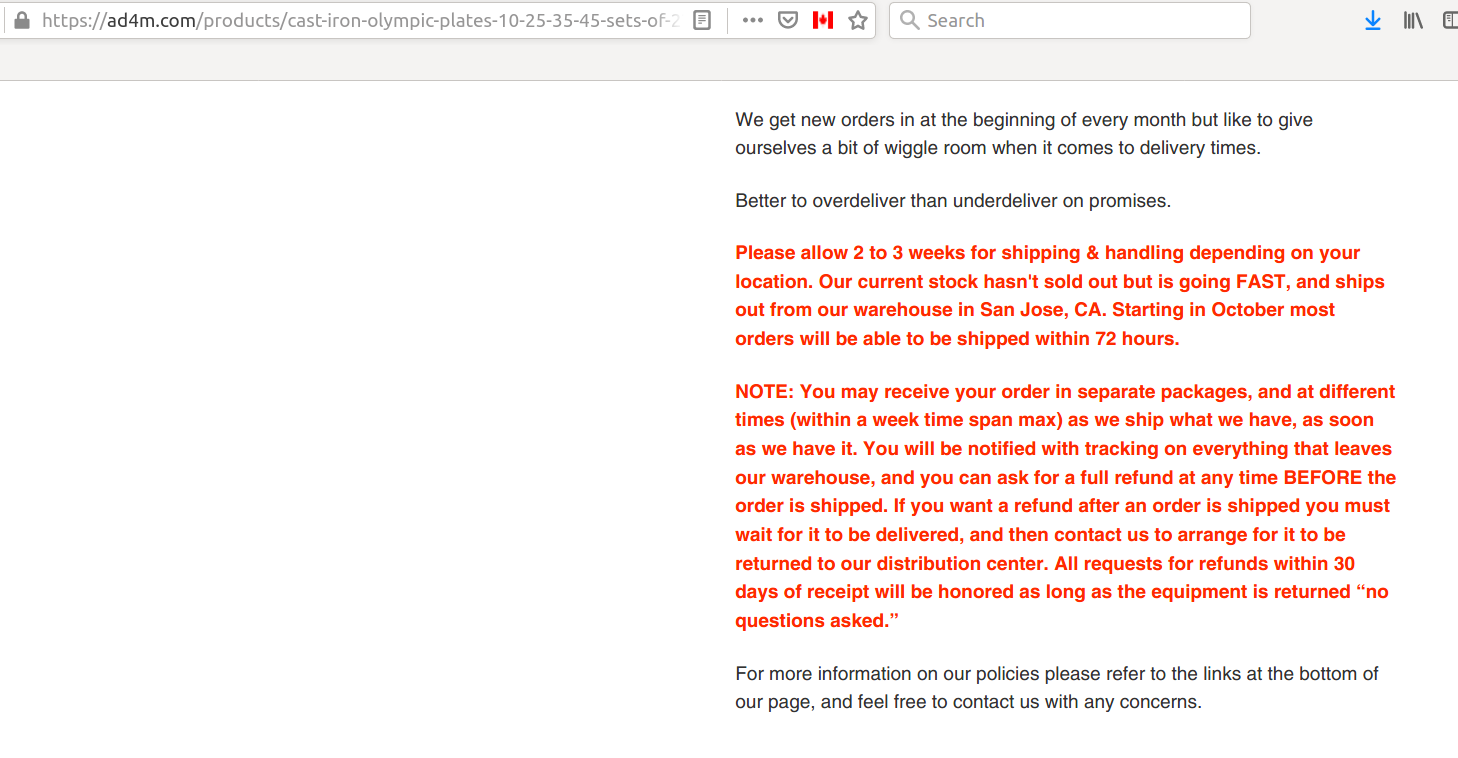 https://ad4m.com/products/cast-iron-olympic-plates-10-25-35-45-sets-of-2
Search
We get new orders in at the beginning of every month but like to give
ourselves a bit of wiggle room when it comes to delivery times.
Better to overdeliver than underdeliver on promises.
Please allow 2 to 3 weeks for shipping & handling depending on your
location. Our current stock hasn't sold out but is going FAST, and ships
out from our warehouse in San Jose, CA. Starting in October most
orders will be able to be shipped within 72 hours.
NOTE: You may receive your order in separate packages, and at different
times (within a week time span max) as we ship what we have, as soon
as we have it. You will be notified with tracking on everything that leaves
our warehouse, and you can ask for a full refund at any time BEFORE the
order is shipped. If you want a refund after an order is shipped you must
wait for it to be delivered, and then contact us to arrange for it to be
returned to our distribution center. All requests for refunds within 30
days of receipt will be honored as long as the equipment is returned “no
questions asked.”
For more information on our policies please refer to the links at the bottom of
our page, and feel free to contact us with any concerns.